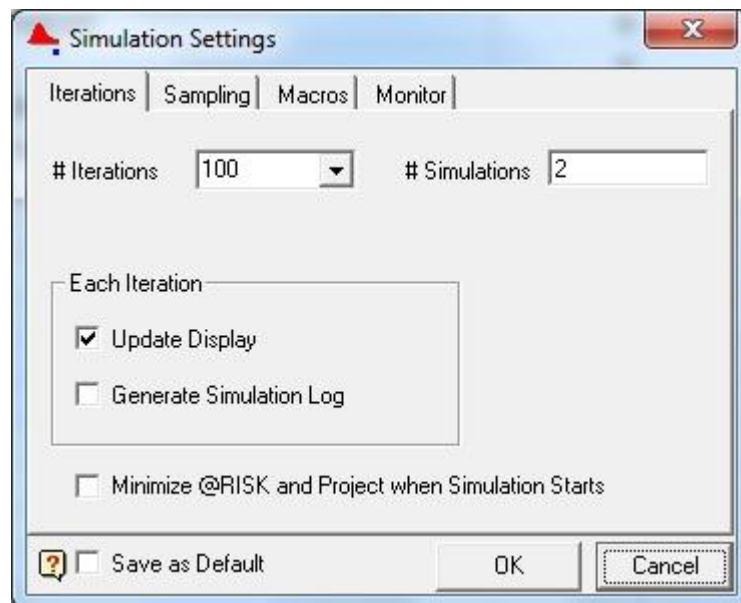 Simulation Settings
Iterations Sampling Macros Monitor
# Iterations 100 # Simulations 2
Each Iteration
Update Display
Generate Simulation Log
Minimize @RISK and Project when Simulation Starts
? Save as Default OK Cancel